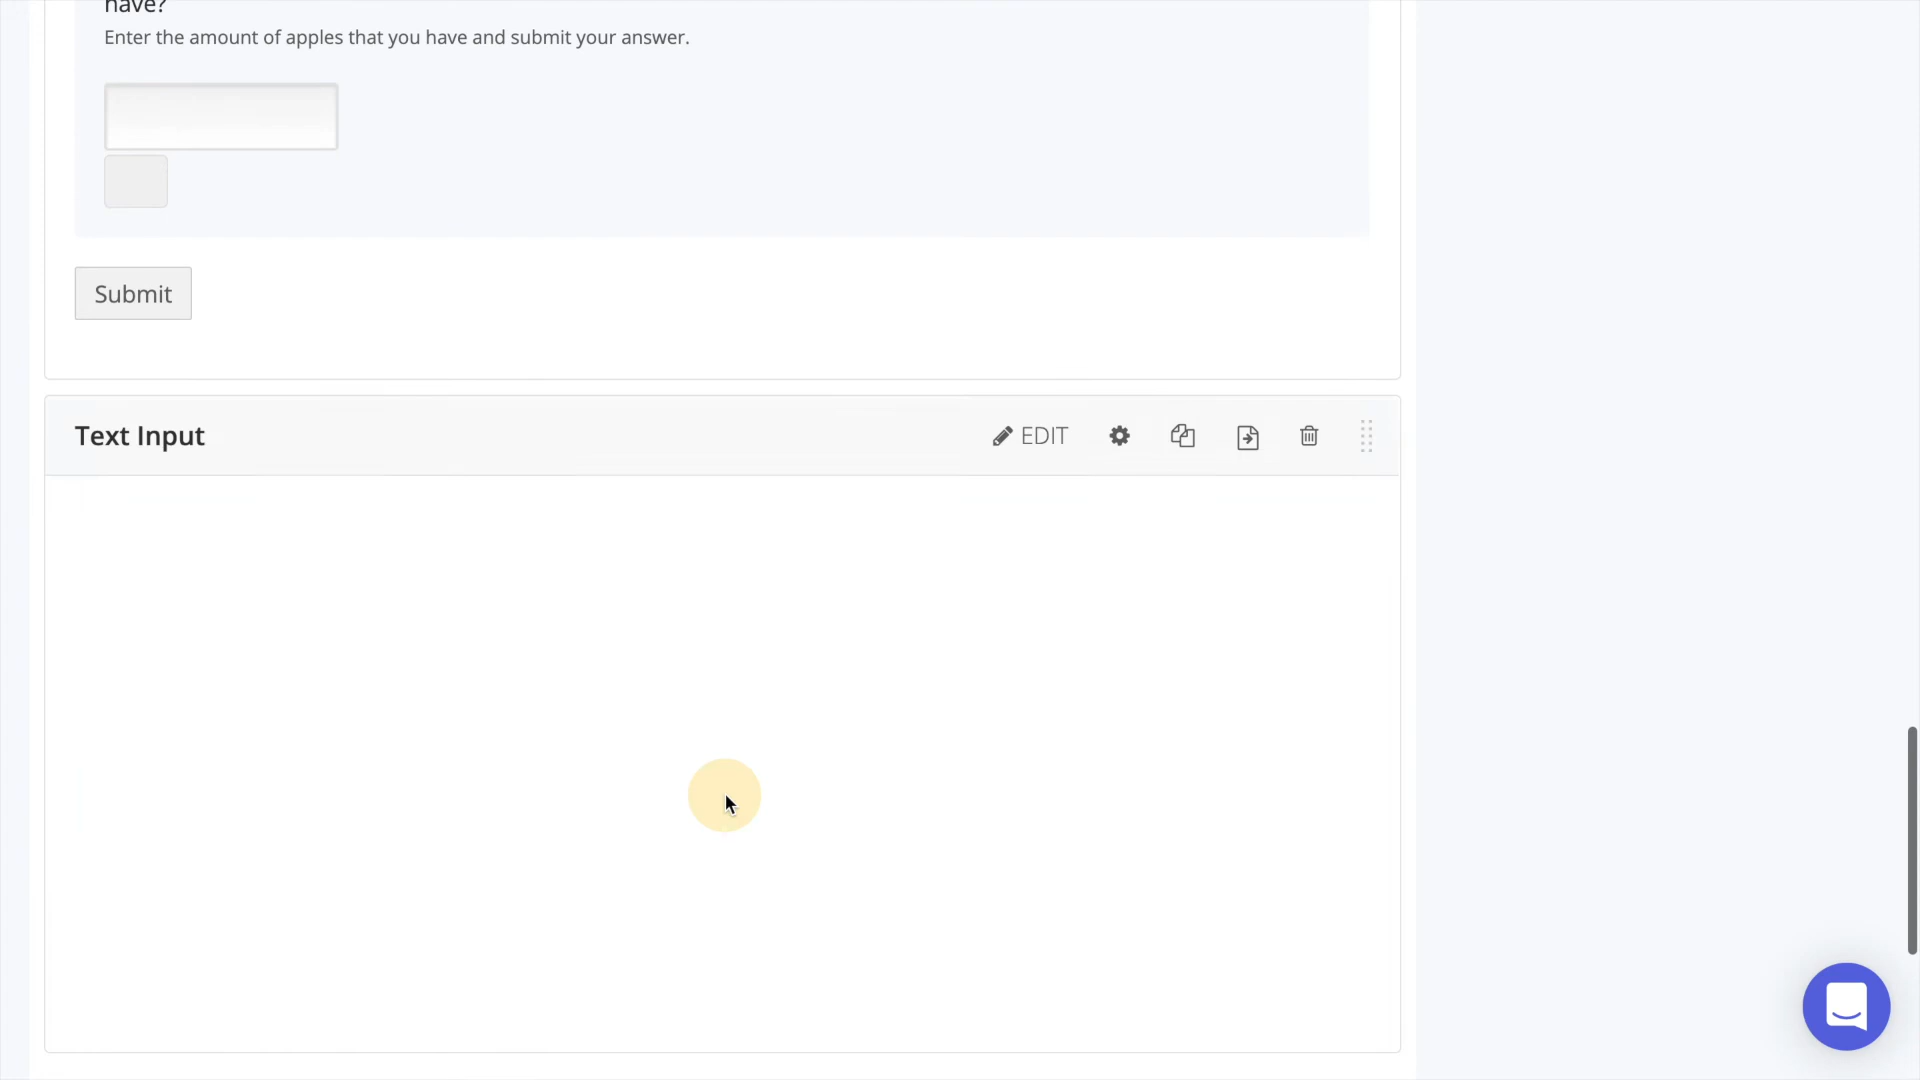 have?
Enter the amount of apples that you have and submit your answer.
Submit
Text Input
EDIT